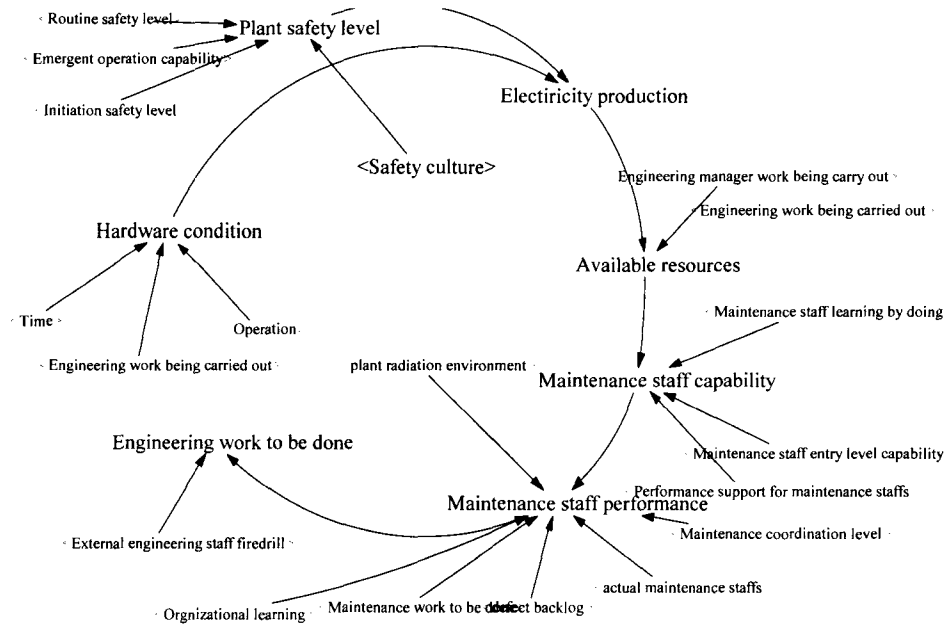 Routine safety level
Plant safety level
Emergent operation capability
Initiation safety level
Electiricity production
<Safety culture>
Engineering manager work being carry out
Engineering work being carried out
Hardware condition
Available resources
Time
Operation
Maintenance staff learning by doing
Engineering work being carried out
plant radiation environment
Maintenance staff capability
Engineering work to be done
Maintenance staff entry level capability
Performance support for maintenance staffs
Maintenance staff performance
Maintenance coordination level
External engineering staff firedrill
actual maintenance staffs
Orgnizational learning
Maintenance work to be
backlog